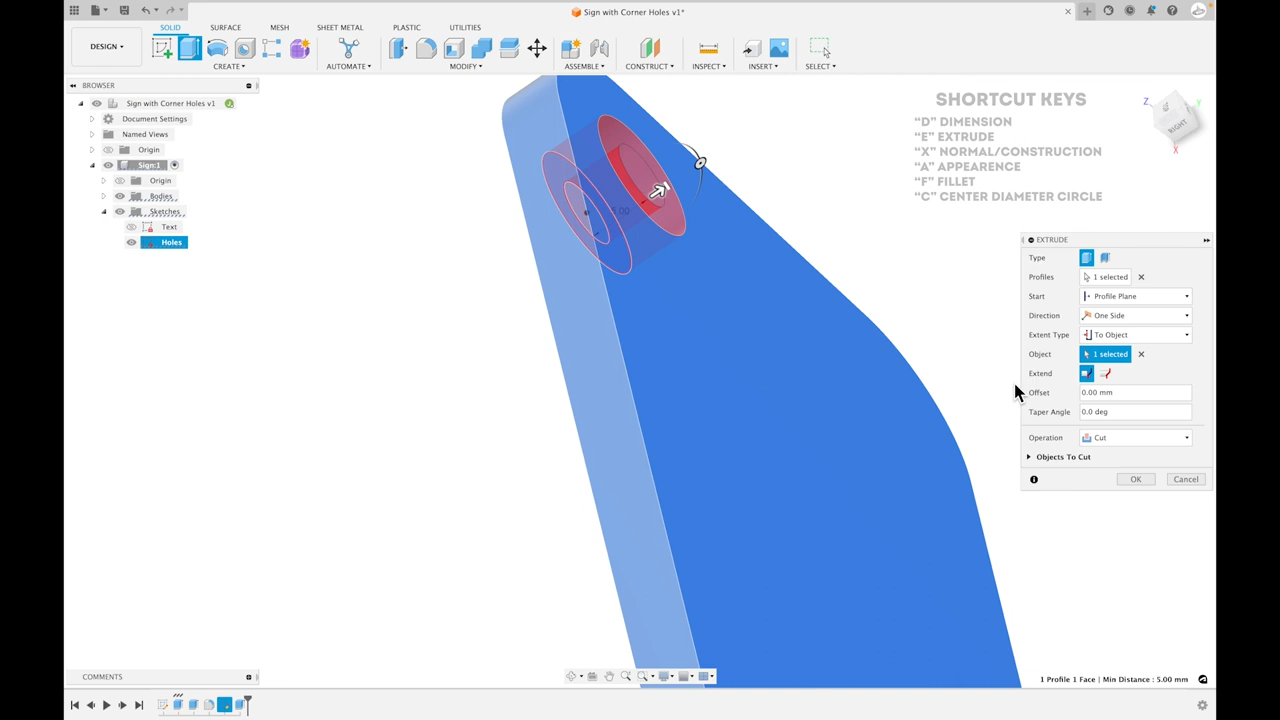 Sign with Corner Holes v1*
SOLID SURFACE MESH SHEET METAL PLASTIC UTILITIES
DESIGN
CREATE AUTOMATE MODIFY ASSEMBLE CONSTRUCT INSPECT INSERT SELECT
BROWSER
Sign with Corner Holes v1
Document Settings
Named Views
Origin
Sign:1
Origin
Bodies
Sketches
Text
Holes
5.00
SHORTCUT KEYS
“D” DIMENSION
“E” EXTRUDE
“X” NORMAL/CONSTRUCTION
“A” APPEARENCE
“F” FILLET
“C” CENTER DIAMETER CIRCLE
Z
Y
RIGHT
X
EXTRUDE
Type
Profiles 1 selected
Start Profile Plane
Direction One Side
Extent Type To Object
Object 1 selected
Extend
Offset 0.00 mm
Taper Angle 0.0 deg
Operation Cut
Objects To Cut
OK Cancel
COMMENTS
1 Profile 1 Face | Min Distance : 5.00 mm